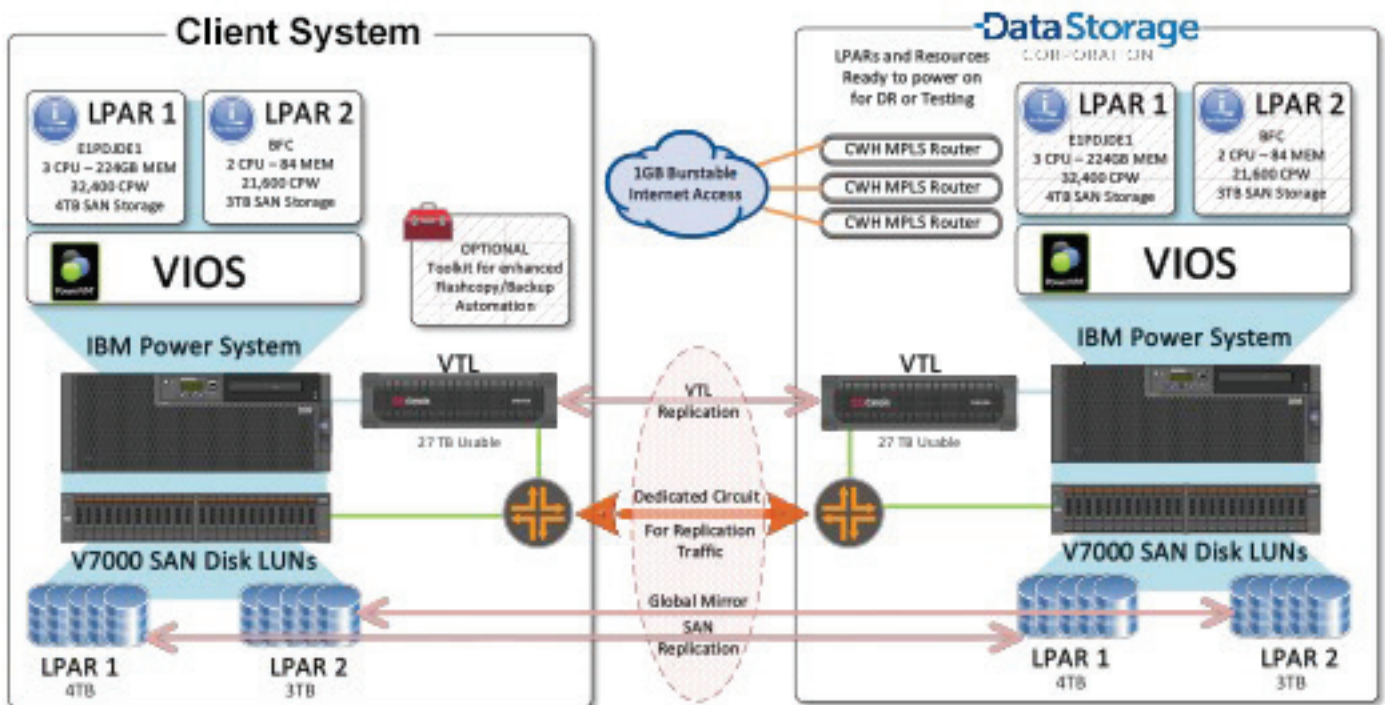 Client System
LPAR 1
E1PDJDE1
3 CPU – 224GB MEM
32,400 CPW
4TB SAN Storage
LPAR 2
BFC
2 CPU – 84 MEM
21,600 CPW
3TB SAN Storage
VIOS
OPTIONAL
Toolkit for enhanced
Flashcopy/Backup
Automation
IBM Power System
VTL
27 TB Usable
V7000 SAN Disk LUNs
LPAR 1
4TB
LPAR 2
3TB
1GB Burstable
Internet Access
VTL
Replication
Dedicated Circuit
For Replication
Traffic
Global Mirror
SAN
Replication
DataStorage
CORPORATION
LPARs and Resources
Ready to power on
for DR or Testing
CWH MPLS Router
CWH MPLS Router
CWH MPLS Router
LPAR 1
E1PDJDE1
3 CPU – 224GB MEM
32,400 CPW
4TB SAN Storage
LPAR 2
BFC
2 CPU – 84 MEM
21,600 CPW
3TB SAN Storage
VIOS
IBM Power System
VTL
27 TB Usable
V7000 SAN Disk LUNs
LPAR 1
4TB
LPAR 2
3TB